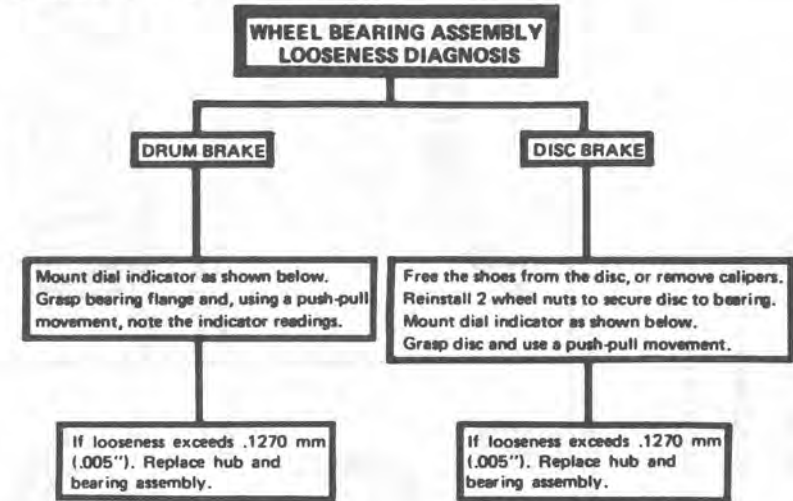 WHEEL BEARING ASSEMBLY
LOOSENESS DIAGNOSIS
DRUM BRAKE
DISC BRAKE
Mount dial indicator as shown below.
Grasp bearing flange and, using a push-pull
movement, note the indicator readings.
Free the shoes from the disc, or remove calipers.
Reinstall 2 wheel nuts to secure disc to bearing.
Mount dial indicator as shown below.
Grasp disc and use a push-pull movement.
If looseness exceeds .1270 mm
(.005"). Replace hub and
bearing assembly.
If looseness exceeds .1270 mm
(.005"). Replace hub and
bearing assembly.